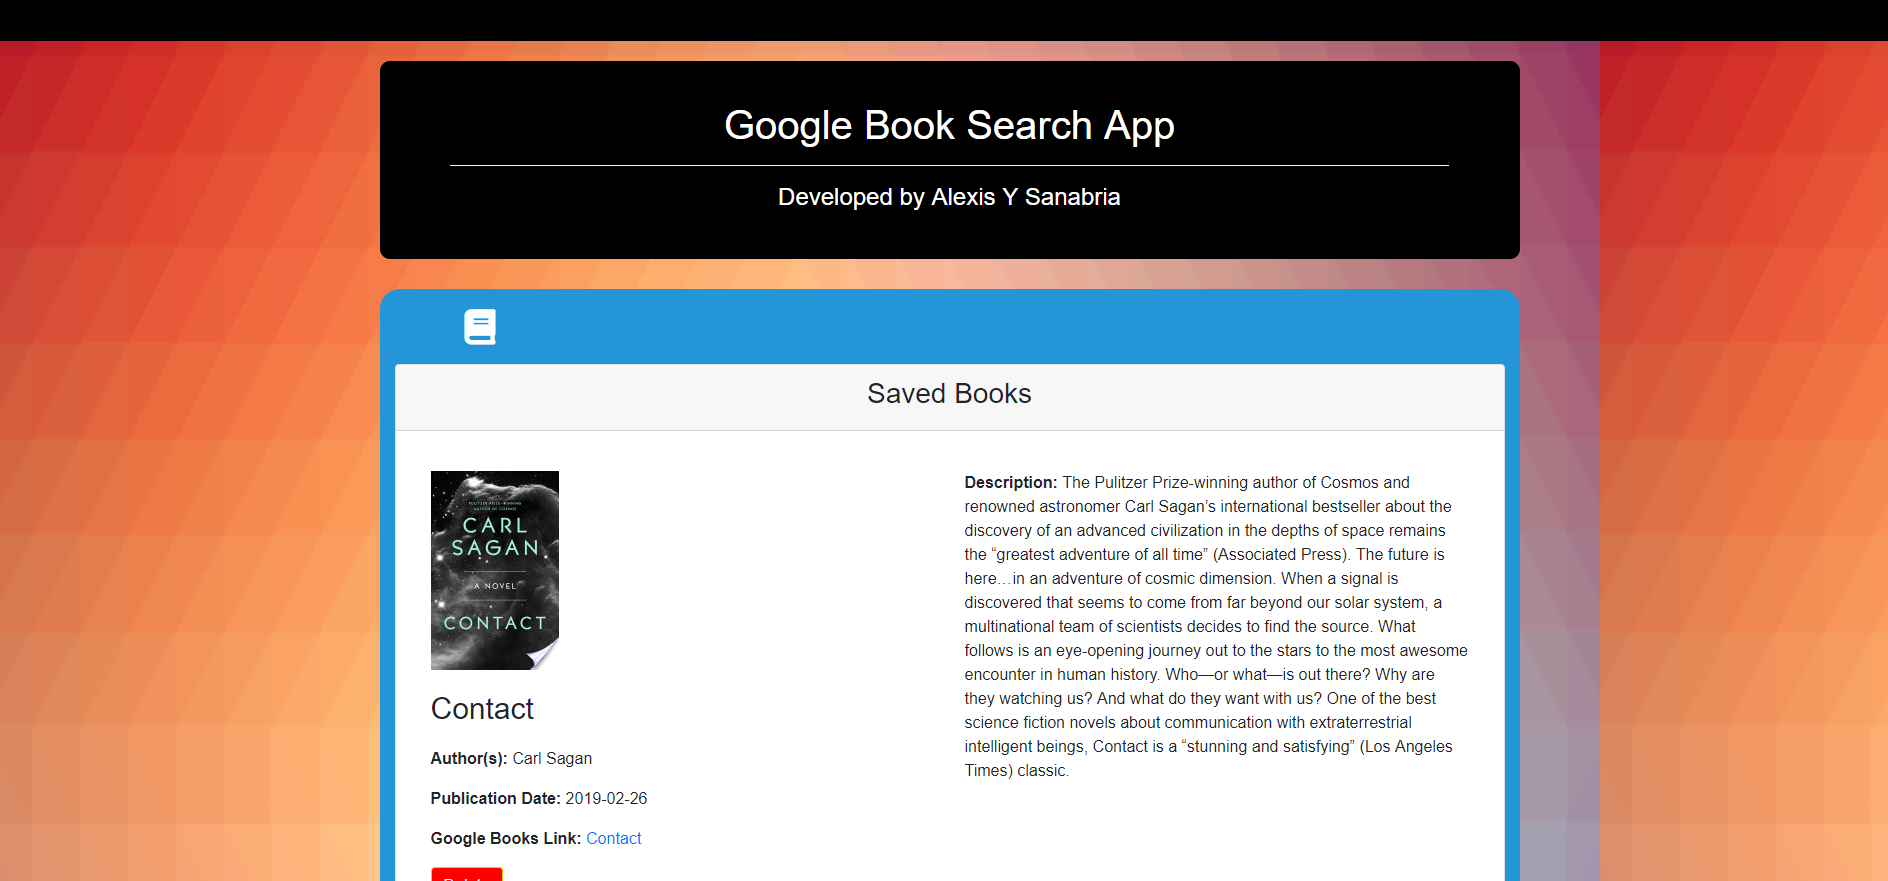 Google Book Search App
Developed by Alexis Y Sanabria
Saved Books
PULITZER PRIZE-WINNING
AUTHOR OF COSMOS
CARL
SAGAN
A NOVEL
CONTACT
Contact
Author(s): Carl Sagan
Publication Date: 2019-02-26
Google Books Link: Contact
Description: The Pulitzer Prize-winning author of Cosmos and
renowned astronomer Carl Sagan’s international bestseller about the
discovery of an advanced civilization in the depths of space remains
the “greatest adventure of all time” (Associated Press). The future is
here…in an adventure of cosmic dimension. When a signal is
discovered that seems to come from far beyond our solar system, a
multinational team of scientists decides to find the source. What
follows is an eye-opening journey out to the stars to the most awesome
encounter in human history. Who—or what—is out there? Why are
they watching us? And what do they want with us? One of the best
science fiction novels about communication with extraterrestrial
intelligent beings, Contact is a “stunning and satisfying” (Los Angeles
Times) classic.